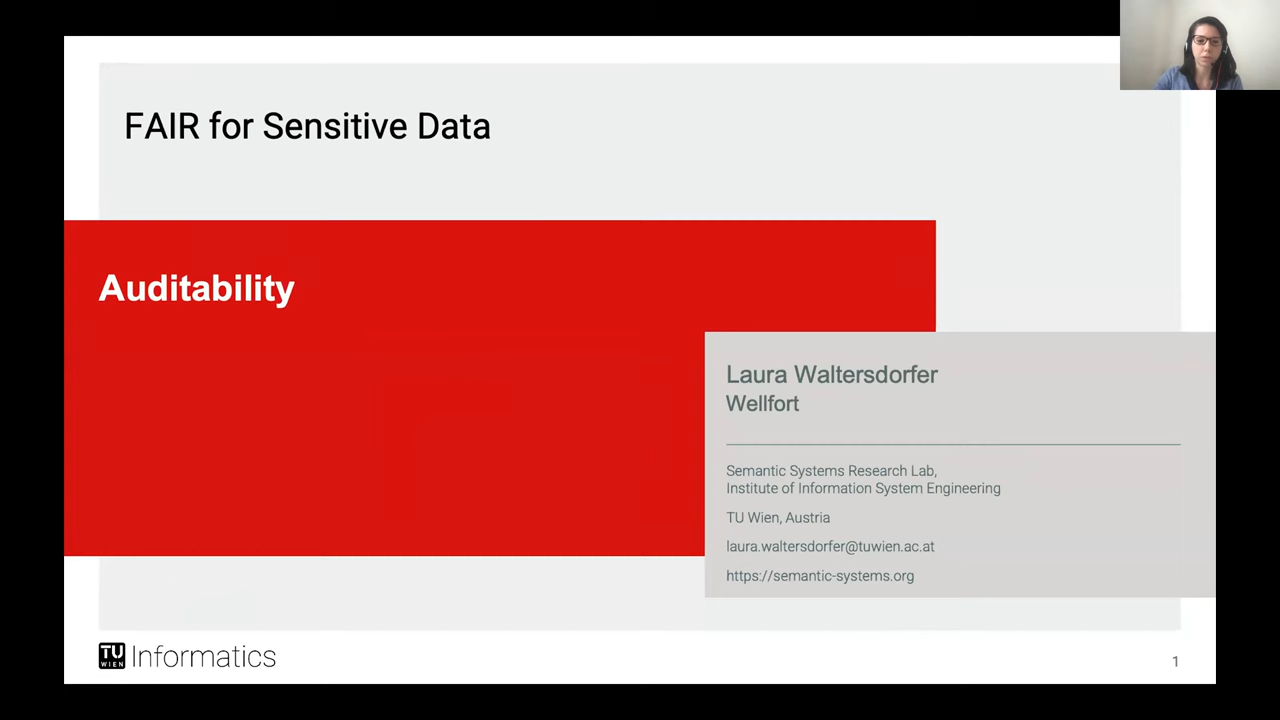 FAIR for Sensitive Data
Auditability
Laura Waltersdorfer
Wellfort
Semantic Systems Research Lab,
Institute of Information System Engineering
TU Wien, Austria
laura.waltersdorfer@tuwien.ac.at
https://semantic-systems.org
TU
WIEN
Informatics
1